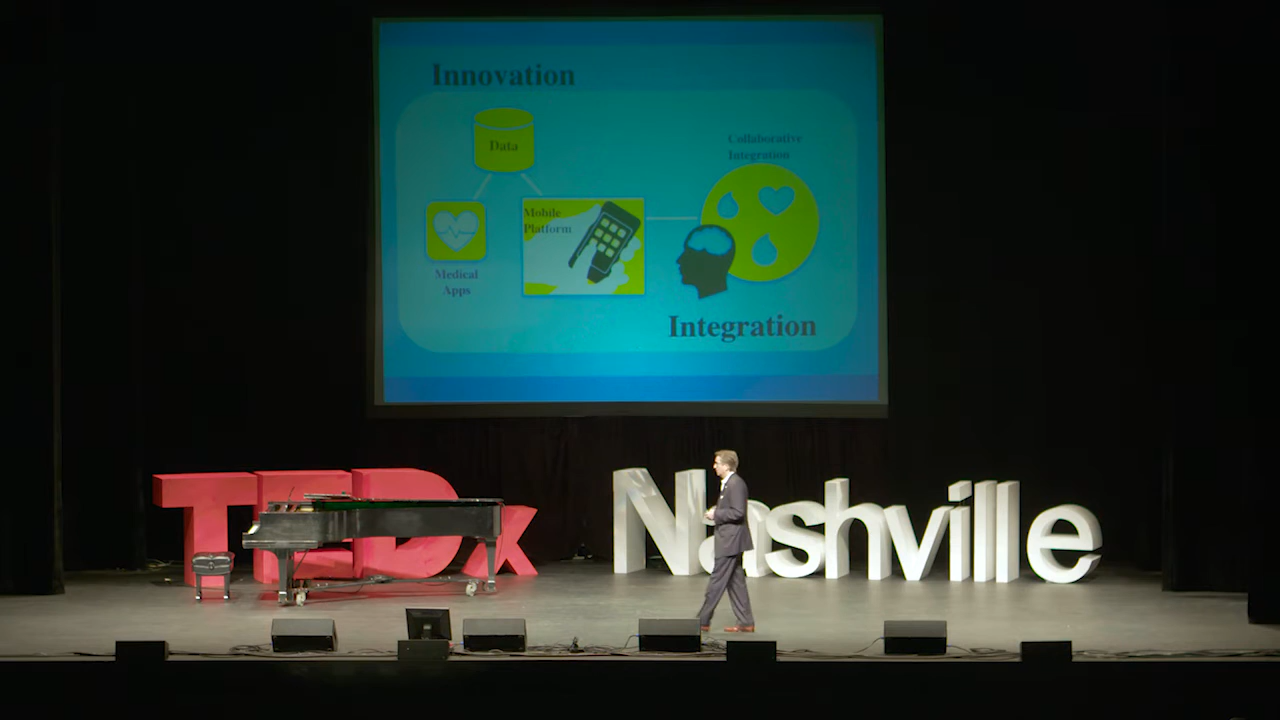 Innovation
Data
Collaborative
Integration
Mobile
Platform
Medical
Apps
Integration
TEDx Nashville